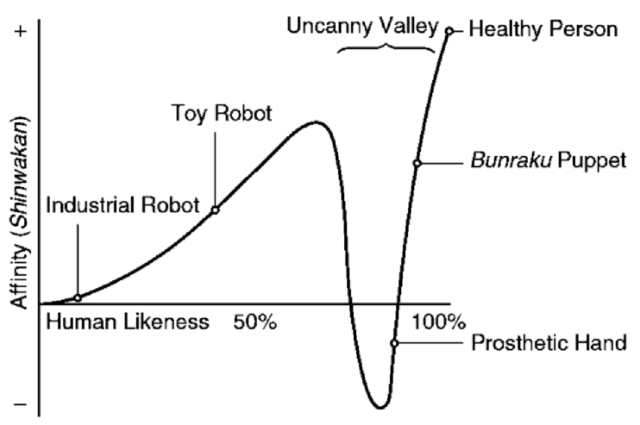 +
Uncanny Valley
Healthy Person
Toy Robot
Bunraku Puppet
Industrial Robot
Affinity (Shinwakan)
Human Likeness 50% 100%
Prosthetic Hand
–